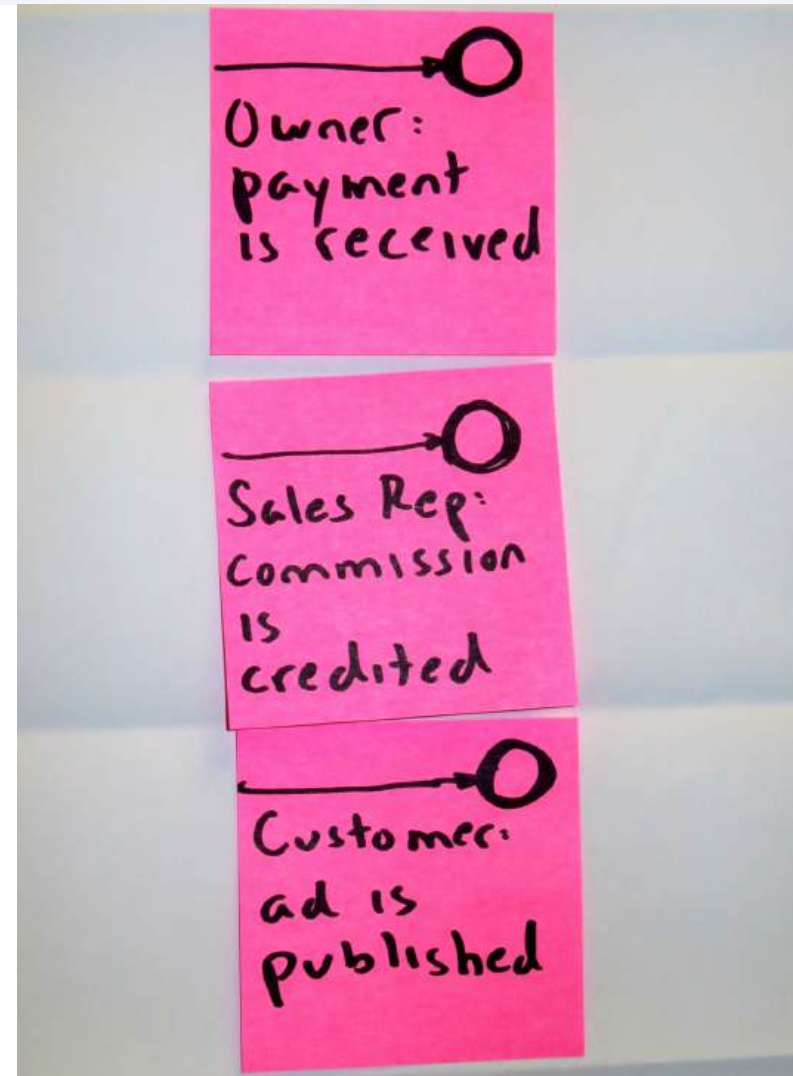 Owner:
payment
is received
Sales Rep:
Commission
is
credited
Customer:
ad is
published